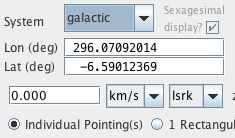 System galactic Sexagesimal display?
Lon (deg) 296.07092014
Lat (deg) -6.59012369
0.000 km/s lsrk
Individual Pointing(s) 1 Rectangu